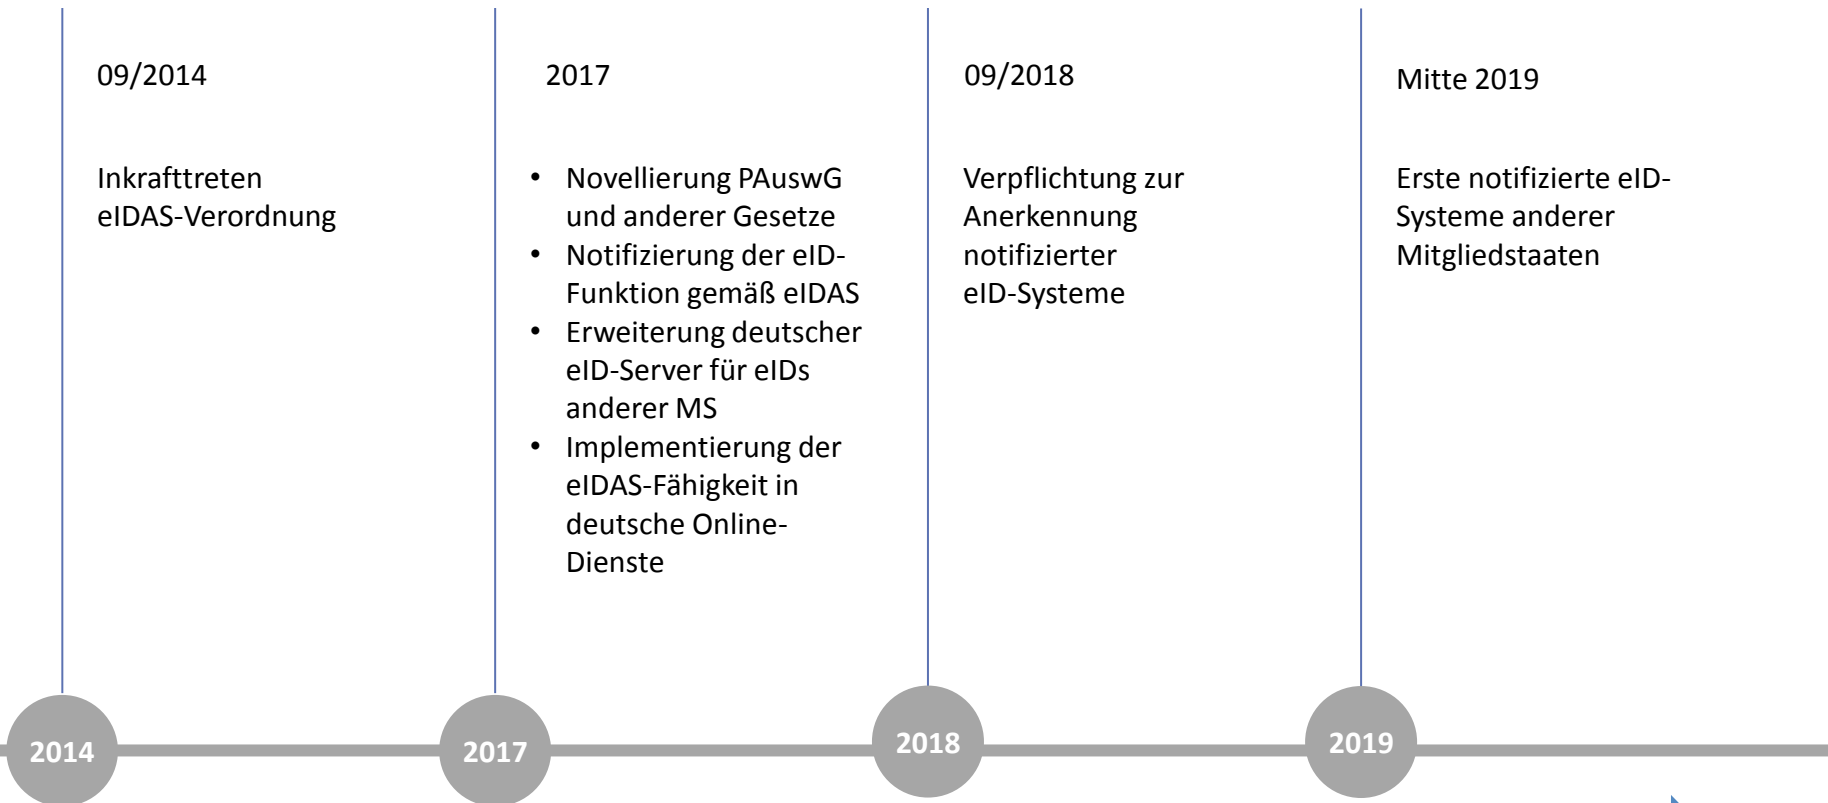 09/2014
Inkrafttreten
eIDAS-Verordnung
2017
• Novellierung PAuswG
und anderer Gesetze
• Notifizierung der eID-
Funktion gemäß eIDAS
• Erweiterung deutscher
eID-Server für eIDs
anderer MS
• Implementierung der
eIDAS-Fähigkeit in
deutsche Online-
Dienste
09/2018
Verpflichtung zur
Anerkennung
notifizierter
eID-Systeme
Mitte 2019
Erste notifizierte eID-
Systeme anderer
Mitgliedstaaten
2014
2017
2018
2019